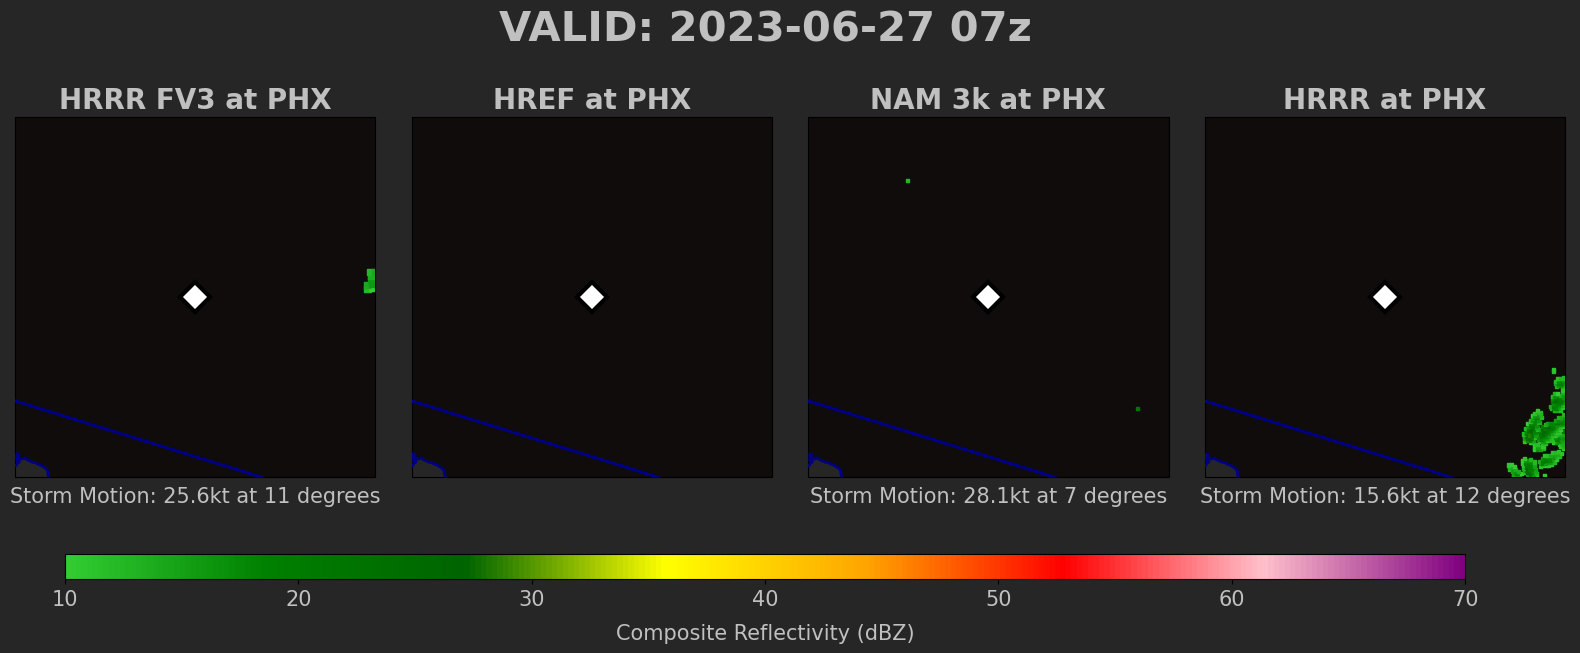 VALID: 2023-06-27 07z
HRRR FV3 at PHX
HREF at PHX
NAM 3k at PHX
HRRR at PHX
Storm Motion: 25.6kt at 11 degrees
Storm Motion: 28.1kt at 7 degrees
Storm Motion: 15.6kt at 12 degrees
10 20 30 40 50 60 70
Composite Reflectivity (dBZ)